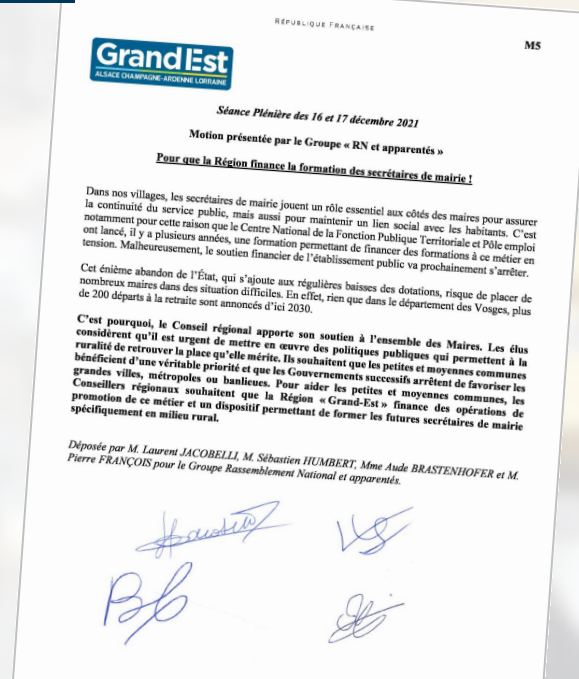 RÉPUBLIQUE FRANÇAISE
M5
Grand Est
ALSACE CHAMPAGNE-ARDENNE LORRAINE
Séance Plénière des 16 et 17 décembre 2021
Motion présentée par le Groupe « RN et apparentés »
Pour que la Région finance la formation des secrétaires de mairie !
Dans nos villages, les secrétaires de mairie jouent un rôle essentiel aux côtés des maires pour assurer
la continuité du service public, mais aussi pour maintenir un lien social avec les habitants. C’est
notamment pour cette raison que le Centre National de la Fonction Publique Territoriale et Pôle emploi
ont lancé, il y a plusieurs années, une formation permettant de financer des formations à ce métier en
tension. Malheureusement, le soutien financier de l’établissement public va prochainement s’arrêter.
Cet énième abandon de l’État, qui s’ajoute aux régulières baisses des dotations, risque de placer de
nombreux maires dans des situation difficiles. En effet, rien que dans le département des Vosges, plus
de 200 départs à la retraite sont annoncés d’ici 2030.
C’est pourquoi, le Conseil régional apporte son soutien à l’ensemble des Maires. Les élus
considèrent qu’il est urgent de mettre en œuvre des politiques publiques qui permettent à la
ruralité de retrouver la place qu’elle mérite. Ils souhaitent que les petites et moyennes communes
bénéficient d’une véritable priorité et que les Gouvernements successifs arrêtent de favoriser les
grandes villes, métropoles ou banlieues. Pour aider les petites et moyennes communes, les
Conseillers régionaux souhaitent que la Région « Grand-Est » finance des opérations de
promotion de ce métier et un dispositif permettant de former les futures secrétaires de mairie
spécifiquement en milieu rural.
Déposée par M. Laurent JACOBELLI, M. Sébastien HUMBERT, Mme Aude BRASTENHOFER et M.
Pierre FRANÇOIS pour le Groupe Rassemblement National et apparentés.